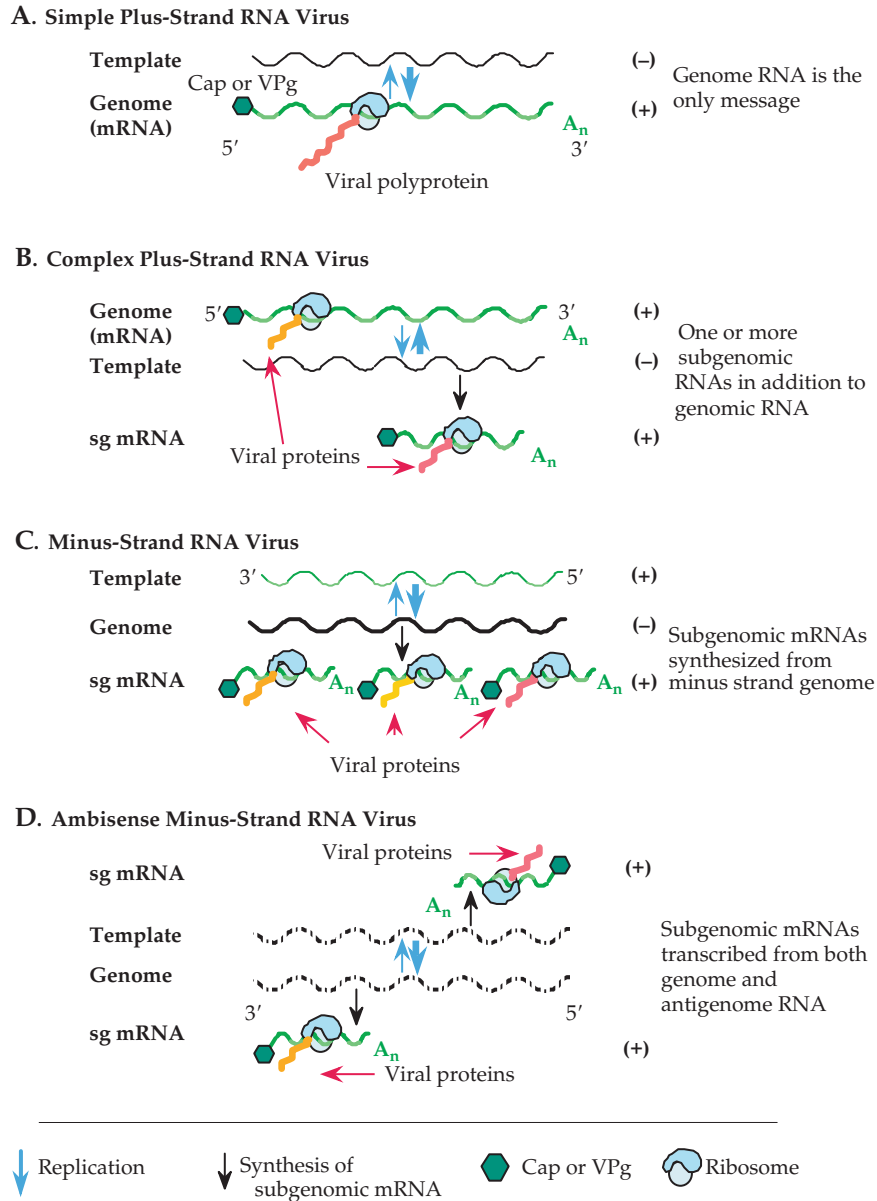 A. Simple Plus-Strand RNA Virus
Template
(–)
Cap or VPg
Genome
(mRNA)
5′
An
3′
(+)
Genome RNA is the
only message
Viral polyprotein
B. Complex Plus-Strand RNA Virus
Genome
(mRNA)
5′
3′
An
(+)
Template
(–)
One or more
subgenomic
RNAs in addition to
genomic RNA
sg mRNA
An
(+)
Viral proteins
C. Minus-Strand RNA Virus
Template
3′
5′
(+)
Genome
(–)
sg mRNA
An
An
An
(+)
Subgenomic mRNAs
synthesized from
minus strand genome
Viral proteins
D. Ambisense Minus-Strand RNA Virus
Viral proteins
sg mRNA
(+)
An
Template
Genome
3′
5′
Subgenomic mRNAs
transcribed from both
genome and
antigenome RNA
sg mRNA
An
(+)
Viral proteins
Replication
Synthesis of
subgenomic mRNA
Cap or VPg
Ribosome